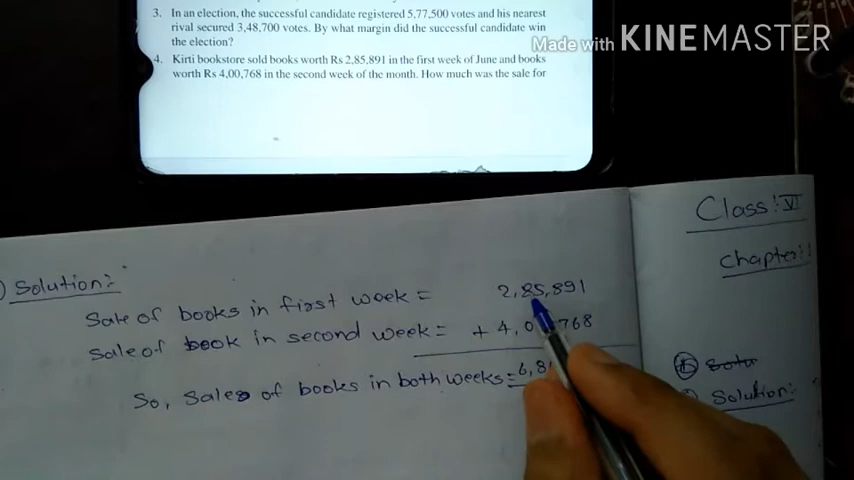 3. In an election, the successful candidate registered 5,77,500 votes and his nearest
rival secured 3,48,700 votes. By what margin did the successful candidate win
the election?
Made with KINEMASTER
4. Kirti bookstore sold books worth Rs 2,85,891 in the first week of June and books
worth Rs 4,00,768 in the second week of the month. How much was the sale for
Class: VI
Chapter:1
) Solution:-
Sale of books in first week = 2,85,891
Sale of book in second week = + 4,0 768
So, Sales of books in both weeks = 6,8
Solution:-